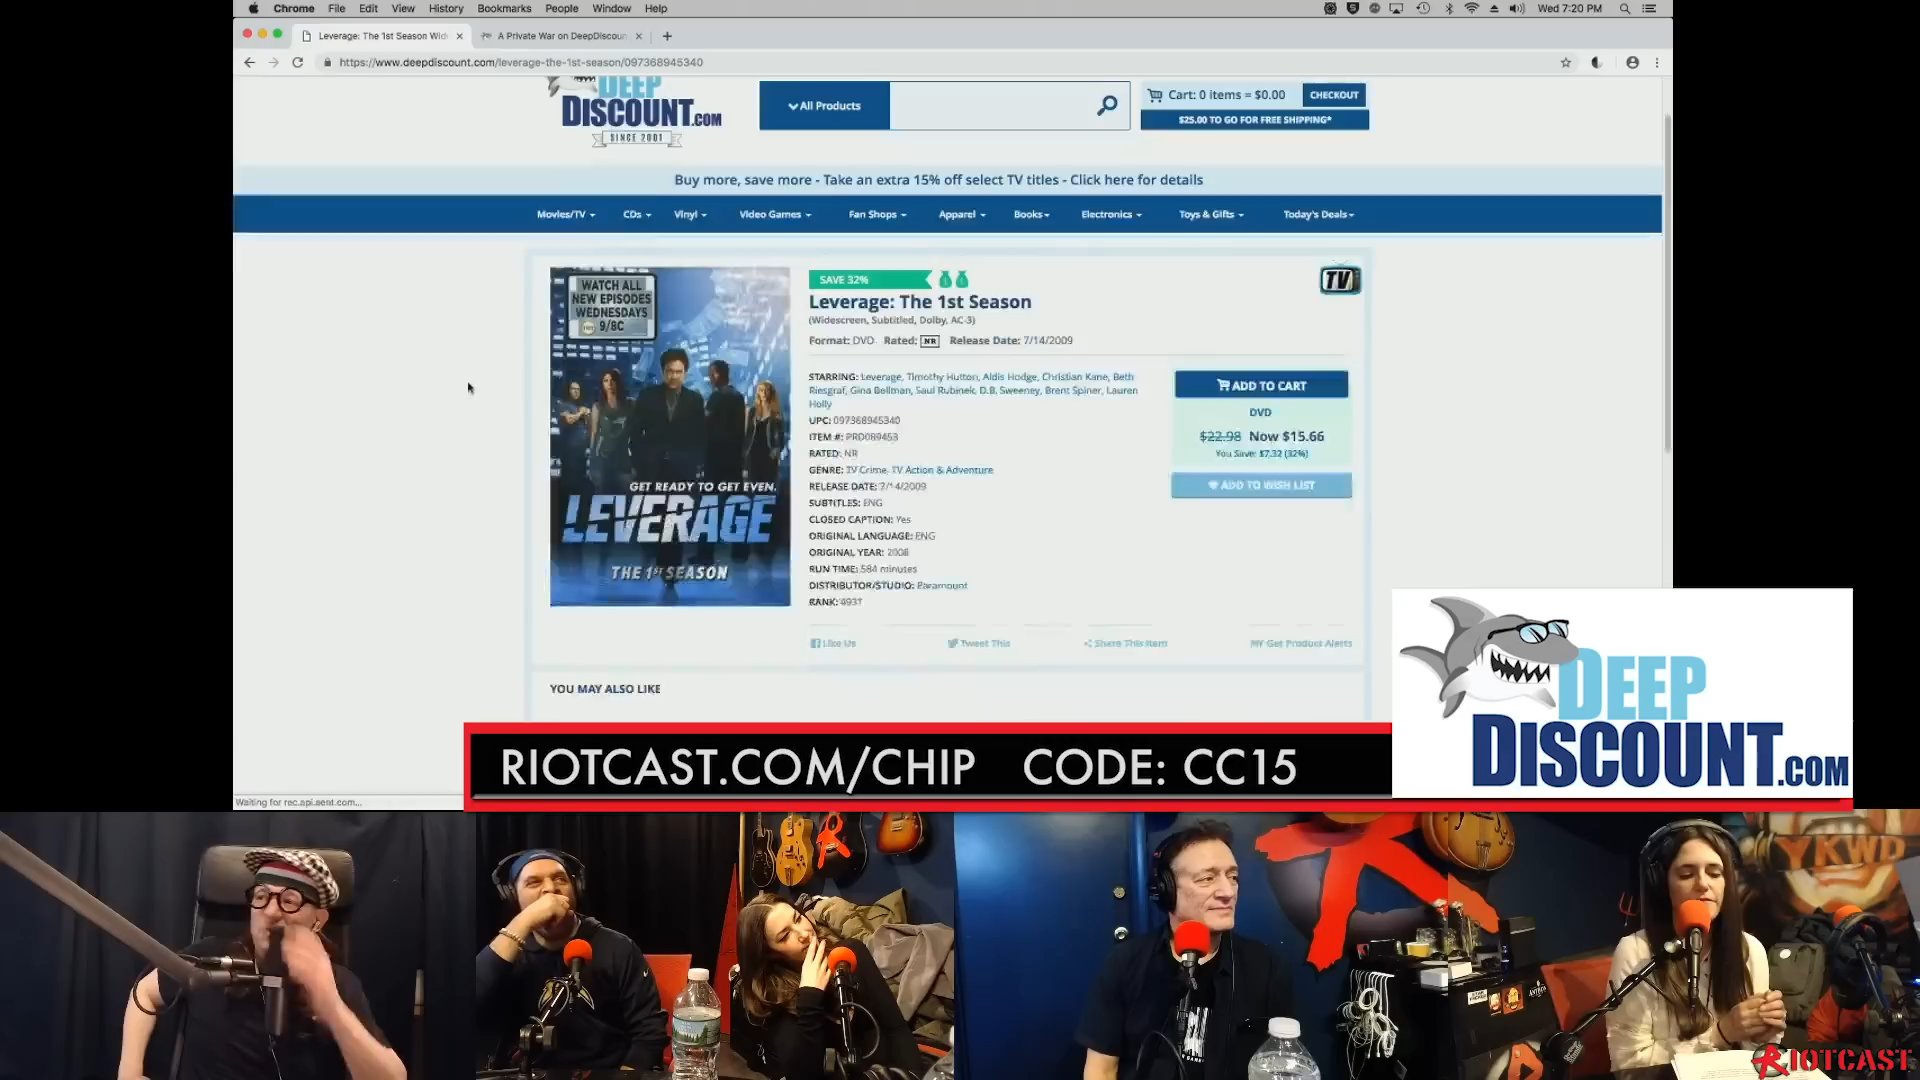 Chrome File Edit View History Bookmarks People Window Help
Wed 7:20 PM
Leverage: The 1st Season Wid
A Private War on DeepDiscoun
https://www.deepdiscount.com/leverage-the-1st-season/097368945340
DEEP
DISCOUNT.COM
SINCE 2001
All Products
Cart: 0 items = $0.00
CHECKOUT
$25.00 TO GO FOR FREE SHIPPING*
Buy more, save more - Take an extra 15% off select TV titles - Click here for details
Movies/TV CDs Vinyl Video Games Fan Shops Apparel Books Electronics Toys & Gifts Today's Deals
WATCH ALL
NEW EPISODES
WEDNESDAYS
9/8C
GET READY TO GET EVEN.
LEVERAGE
THE 1ST SEASON
SAVE 32%
TV
Leverage: The 1st Season
(Widescreen, Subtitled, Dolby, AC-3)
Format: DVD Rated: NR Release Date: 7/14/2009
STARRING: Leverage, Timothy Hutton, Aldis Hodge, Christian Kane, Beth
Riesgraf, Gina Bellman, Saul Rubinek, D.B. Sweeney, Brent Spiner, Lauren
Holly
UPC: 097368945340
ITEM #: PRD089453
RATED: NR
GENRE: TV Crime, TV Action & Adventure
RELEASE DATE: 7/14/2009
SUBTITLES: ENG
CLOSED CAPTION: Yes
ORIGINAL LANGUAGE: ENG
ORIGINAL YEAR: 2008
RUN TIME: 584 minutes
DISTRIBUTOR/STUDIO: Paramount
RANK: 4931
ADD TO CART
DVD
$22.98 Now $15.66
You Save: $7.32 (32%)
ADD TO WISH LIST
Like Us
Tweet This
Share This Item
Get Product Alerts
YOU MAY ALSO LIKE
Waiting for rec.api.aent.com...
RIOTCAST.COM/CHIP CODE: CC15
DEEP
DISCOUNT.COM
YKWD
RIOTCAST